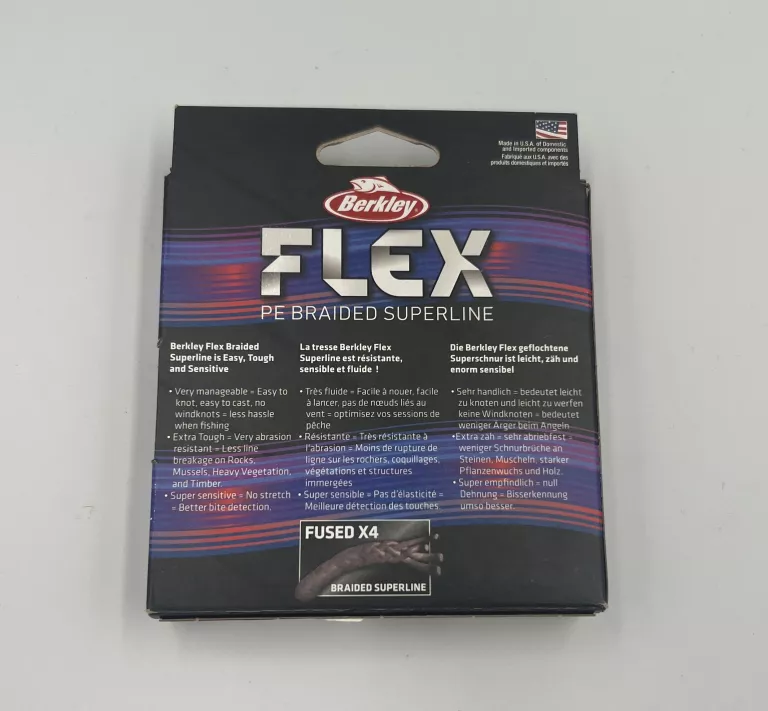 Made in U.S.A. of Domestic
and Imported components
Fabriqué aux U.S.A. avec des
produits domestiques et importés
Berkley
FLEX
PE BRAIDED SUPERLINE
Berkley Flex Braided
Superline is Easy, Tough
and Sensitive
• Very manageable = Easy to
knot, easy to cast, no
windknots = less hassle
when fishing
• Extra Tough = Very abrasion
resistant = Less line
breakage on Rocks,
Mussels, Heavy Vegetation,
and Timber.
• Super sensitive = No stretch
= Better bite detection.
La tresse Berkley Flex
Superline est résistante,
sensible et fluide !
• Très fluide = Facile à nouer, facile
à lancer, pas de nœuds liés au
vent = optimisez vos sessions de
pêche
• Résistante = Très résistante à
l'abrasion = Moins de rupture de
ligne sur les rochers, coquillages,
végétations et structures
immergées
• Super sensible = Pas d'élasticité =
Meilleure détection des touches.
Die Berkley Flex geflochtene
Superschnur ist leicht, zäh und
enorm sensibel
• Sehr handlich = bedeutet leicht
zu knoten und leicht zu werfen
keine Windknoten = bedeutet
weniger Ärger beim Angeln
•Extra zäh = sehr abriebfest =
weniger Schnurbrüche an
Steinen, Muscheln, starker
Pflanzenwuchs und Holz.
• Super empfindlich = null
Dehnung = Bisserkennung
umso besser.
FUSED X4
BRAIDED SUPERLINE